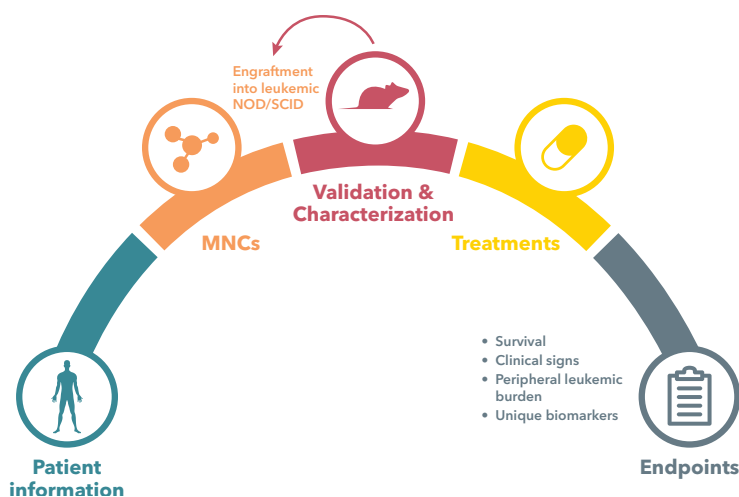 Engraftment
into leukemic
NOD/SCID
Validation &
Characterization
MNCs
Treatments
• Survival
• Clinical signs
• Peripheral leukemic
burden
• Unique biomarkers
Patient
information
Endpoints